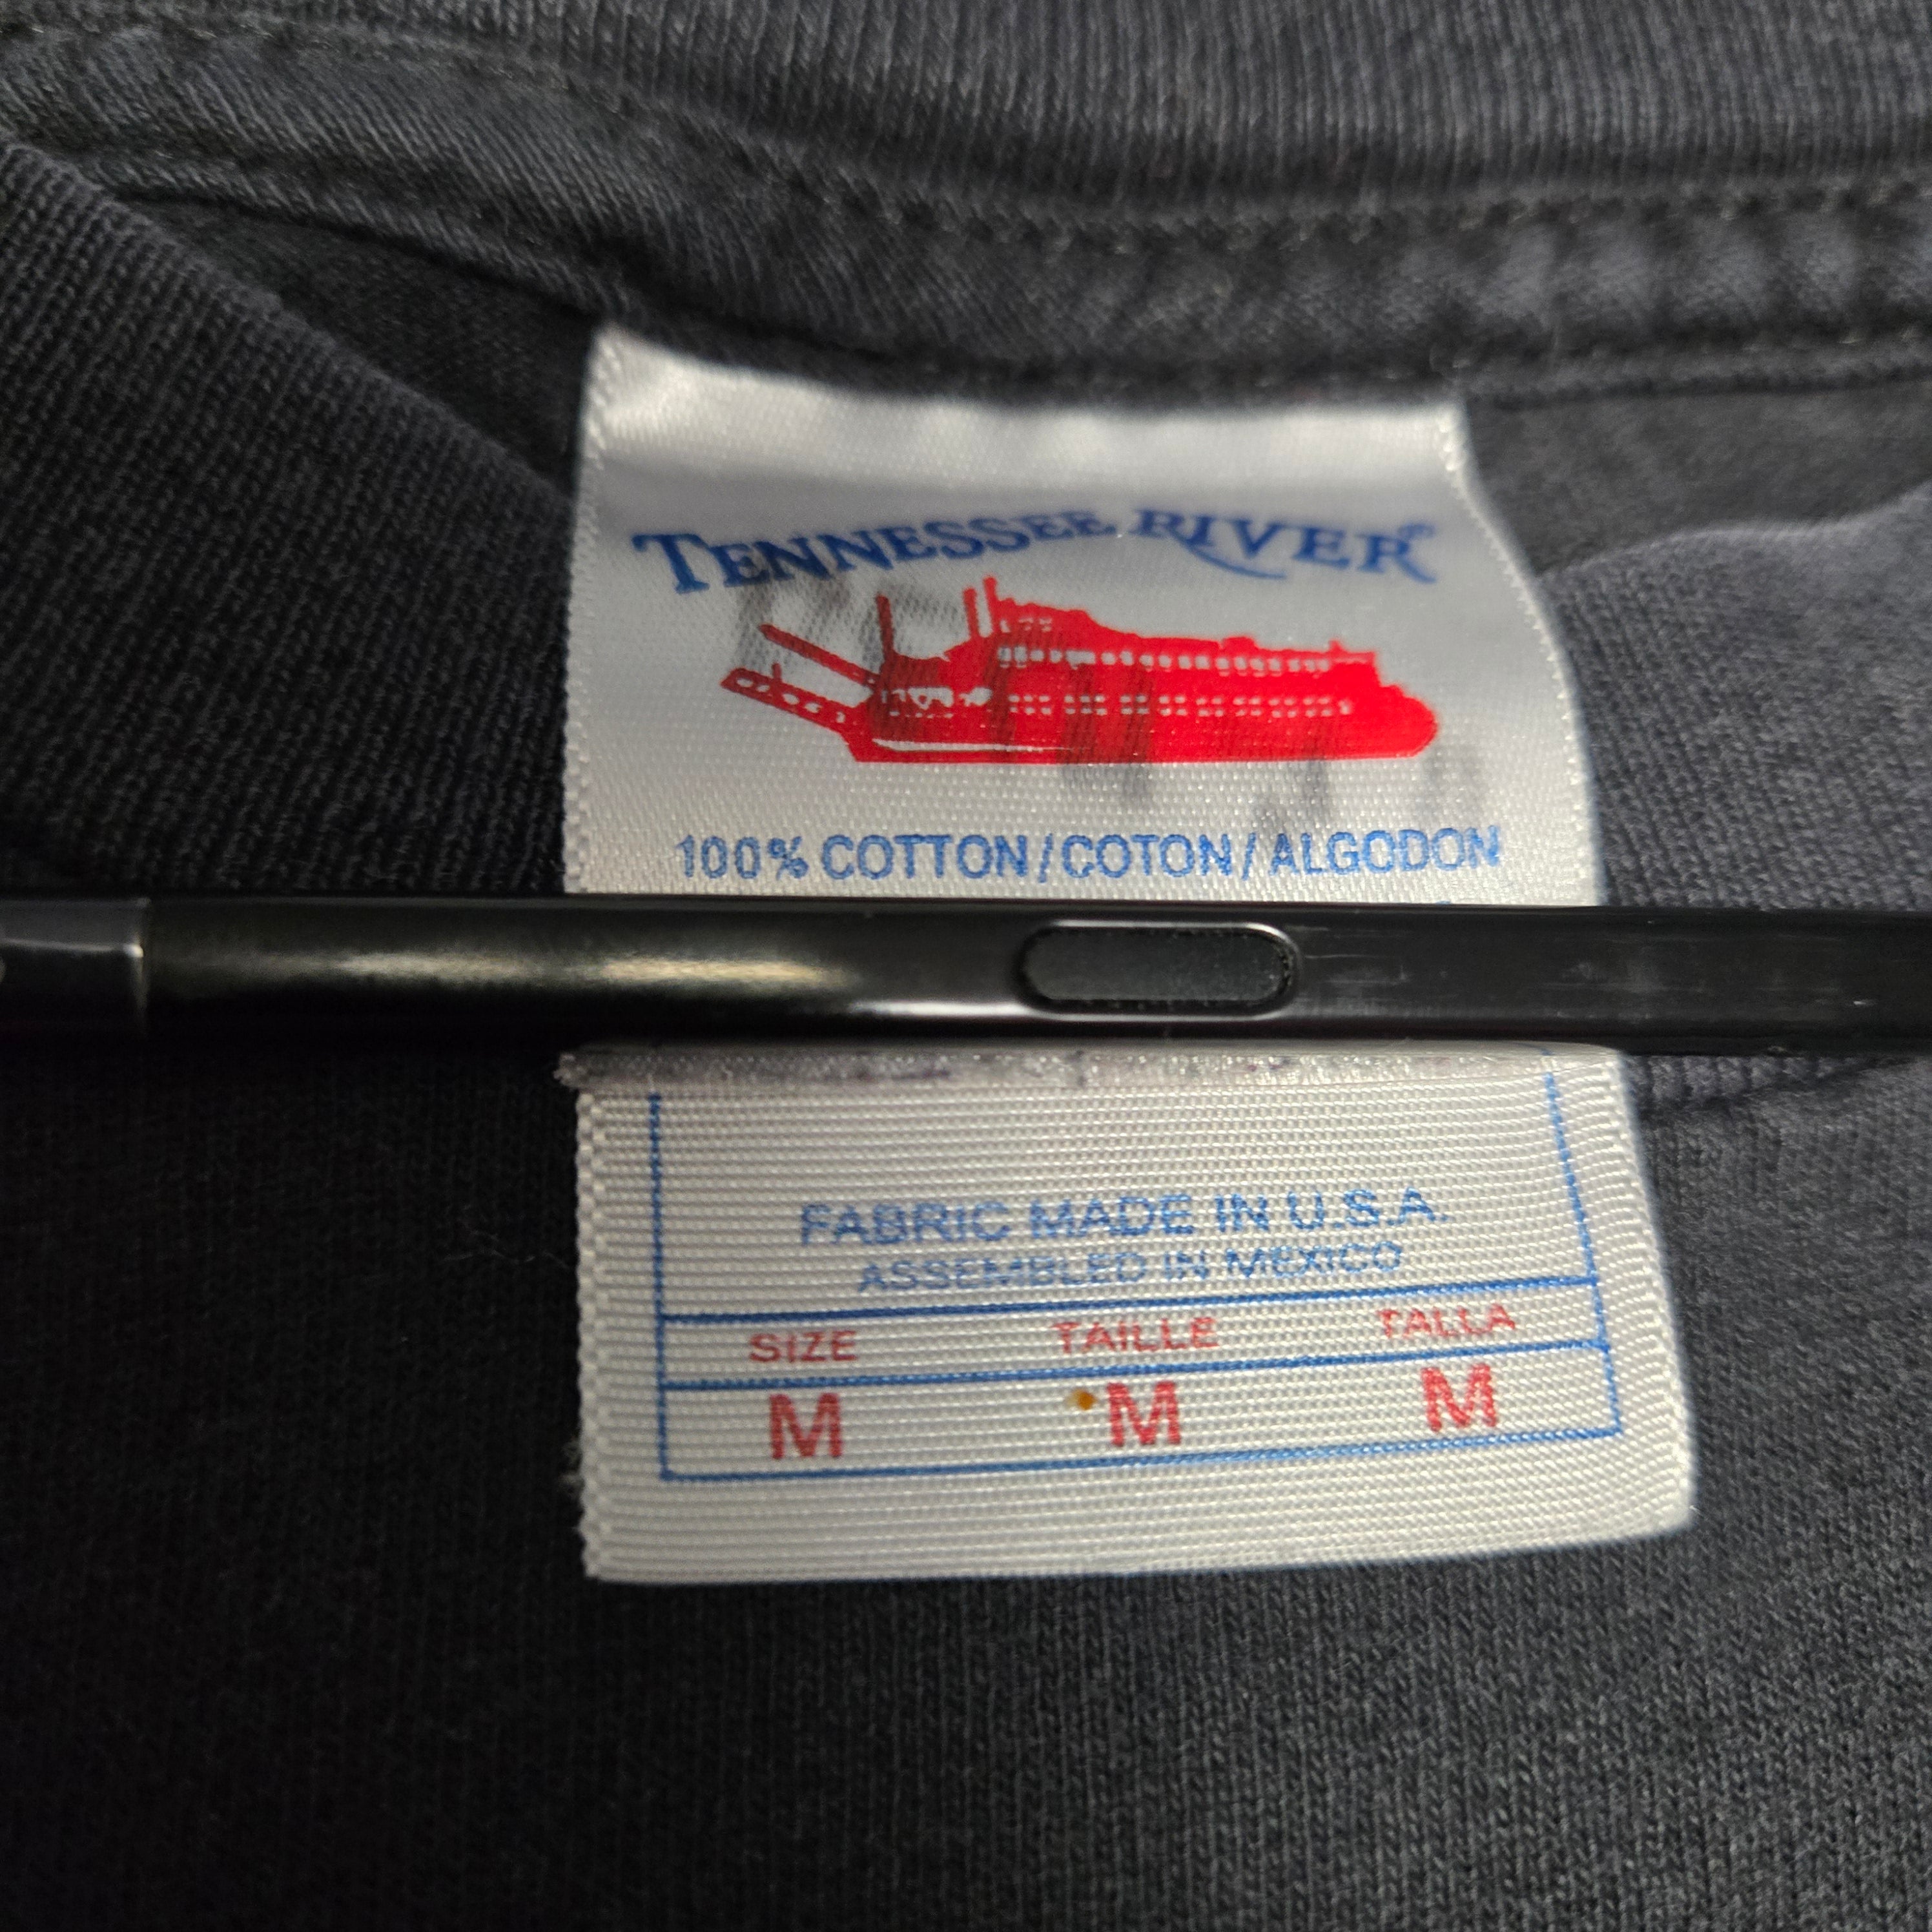 TENNESSEE RIVER®
100% COTTON/COTON/ALGODON
FABRIC MADE IN U.S.A.
ASSEMBLED IN MEXICO
SIZE TAILLE TALLA
M M M